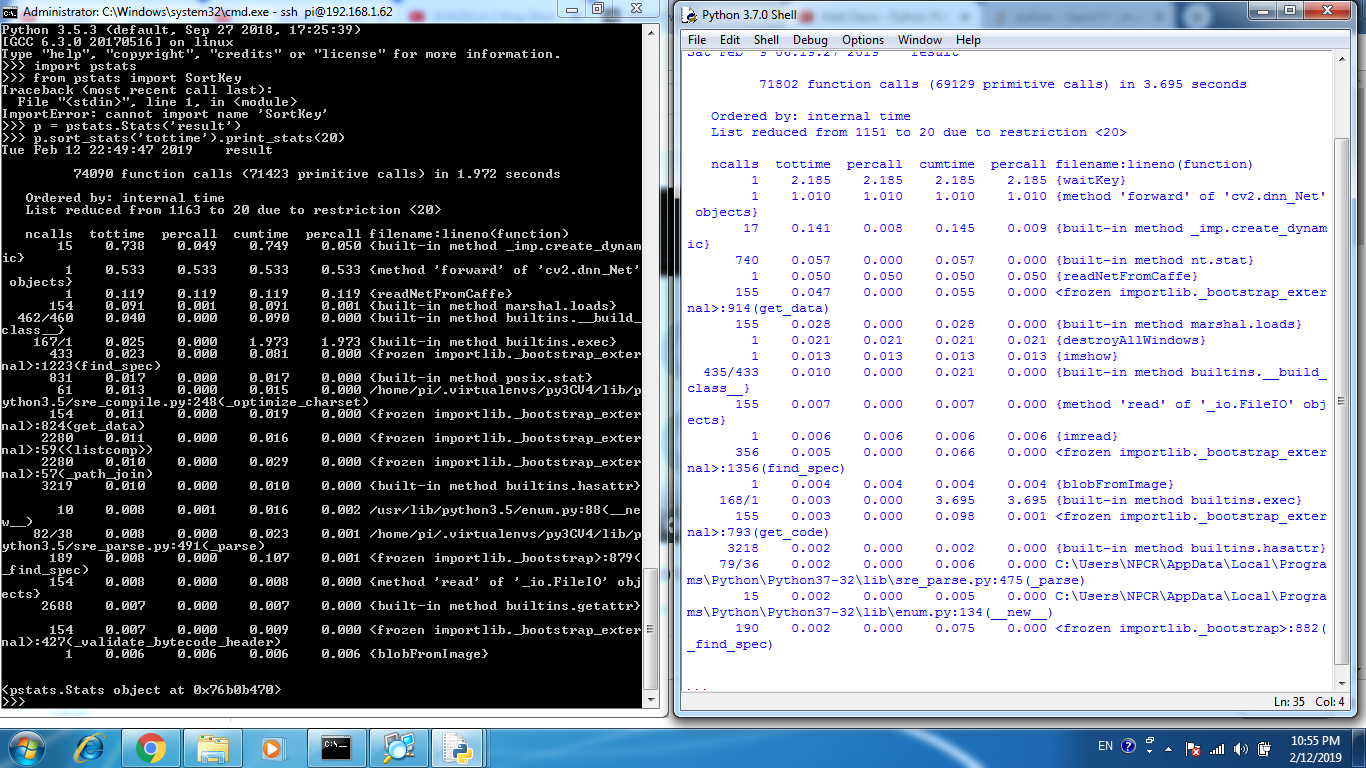 Administrator: C:\Windows\system32\cmd.exe - ssh pi@192.168.1.62
Python 3.5.3 (default, Sep 27 2018, 17:25:39)
[GCC 6.3.0 20170516] on linux
Type "help", "copyright", "credits" or "license" for more information.
>>> import pstats
>>> from pstats import SortKey
Traceback (most recent call last):
  File "<stdin>", line 1, in <module>
ImportError: cannot import name 'SortKey'
>>> p = pstats.Stats('result')
>>> p.sort_stats('tottime').print_stats(20)
Tue Feb 12 22:49:47 2019    result
         74090 function calls (71423 primitive calls) in 1.972 seconds
   Ordered by: internal time
   List reduced from 1163 to 20 due to restriction <20>
   ncalls  tottime  percall  cumtime  percall filename:lineno(function)
       15    0.738    0.049    0.749    0.050 {built-in method _imp.create_dynam
ic}
        1    0.533    0.533    0.533    0.533 {method 'forward' of 'cv2.dnn_Net'
 objects}
        1    0.119    0.119    0.119    0.119 {readNetFromCaffe}
      154    0.091    0.001    0.091    0.001 {built-in method marshal.loads}
  462/460    0.040    0.000    0.090    0.000 {built-in method builtins.__build_
class__}
    167/1    0.025    0.000    1.973    1.973 {built-in method builtins.exec}
      433    0.023    0.000    0.081    0.000 <frozen importlib._bootstrap_exter
nal>:1223(find_spec)
      831    0.017    0.000    0.017    0.000 {built-in method posix.stat}
       61    0.013    0.000    0.015    0.000 /home/pi/.virtualenvs/py3CV4/lib/p
ython3.5/sre_compile.py:248(_optimize_charset)
      154    0.011    0.000    0.019    0.000 <frozen importlib._bootstrap_exter
nal>:824(get_data)
     2280    0.011    0.000    0.016    0.000 <frozen importlib._bootstrap_exter
nal>:59(<listcomp>)
     2280    0.010    0.000    0.029    0.000 <frozen importlib._bootstrap_exter
nal>:57(_path_join)
     3219    0.010    0.000    0.010    0.000 {built-in method builtins.hasattr}
       10    0.008    0.001    0.016    0.002 /usr/lib/python3.5/enum.py:88(__ne
w__)
    82/38    0.008    0.000    0.023    0.001 /home/pi/.virtualenvs/py3CV4/lib/p
ython3.5/sre_parse.py:491(_parse)
      189    0.008    0.000    0.107    0.001 <frozen importlib._bootstrap>:879(
_find_spec)
      154    0.008    0.000    0.008    0.000 {method 'read' of '_io.FileIO' obj
ects}
     2688    0.007    0.000    0.007    0.000 {built-in method builtins.getattr}
      154    0.007    0.000    0.009    0.000 <frozen importlib._bootstrap_exter
nal>:427(_validate_bytecode_header)
        1    0.006    0.006    0.006    0.006 {blobFromImage}
<pstats.Stats object at 0x76b0b470>
>>>
Python 3.7.0 Shell
File Edit Shell Debug Options Window Help
Sat Feb  9 06:19:27 2019    result
         71802 function calls (69129 primitive calls) in 3.695 seconds
   Ordered by: internal time
   List reduced from 1151 to 20 due to restriction <20>
   ncalls  tottime  percall  cumtime  percall filename:lineno(function)
        1    2.185    2.185    2.185    2.185 {waitKey}
        1    1.010    1.010    1.010    1.010 {method 'forward' of 'cv2.dnn_Net'
 objects}
       17    0.141    0.008    0.145    0.009 {built-in method _imp.create_dynam
ic}
      740    0.057    0.000    0.057    0.000 {built-in method nt.stat}
        1    0.050    0.050    0.050    0.050 {readNetFromCaffe}
      155    0.047    0.000    0.055    0.000 <frozen importlib._bootstrap_exter
nal>:914(get_data)
      155    0.028    0.000    0.028    0.000 {built-in method marshal.loads}
        1    0.021    0.021    0.021    0.021 {destroyAllWindows}
        1    0.013    0.013    0.013    0.013 {imshow}
  435/433    0.010    0.000    0.021    0.000 {built-in method builtins.__build_
class__}
      155    0.007    0.000    0.007    0.000 {method 'read' of '_io.FileIO' obj
ects}
        1    0.006    0.006    0.006    0.006 {imread}
      356    0.005    0.000    0.066    0.000 <frozen importlib._bootstrap_exter
nal>:1356(find_spec)
        1    0.004    0.004    0.004    0.004 {blobFromImage}
    168/1    0.003    0.000    3.695    3.695 {built-in method builtins.exec}
      155    0.003    0.000    0.098    0.001 <frozen importlib._bootstrap_exter
nal>:793(get_code)
     3218    0.002    0.000    0.002    0.000 {built-in method builtins.hasattr}
    79/36    0.002    0.000    0.006    0.000 C:\Users\NPCR\AppData\Local\Progra
ms\Python\Python37-32\lib\sre_parse.py:475(_parse)
       15    0.002    0.000    0.005    0.000 C:\Users\NPCR\AppData\Local\Progra
ms\Python\Python37-32\lib\enum.py:134(__new__)
      190    0.002    0.000    0.075    0.000 <frozen importlib._bootstrap>:882(
_find_spec)
...
Ln: 35 Col: 4
EN
10:55 PM
2/12/2019